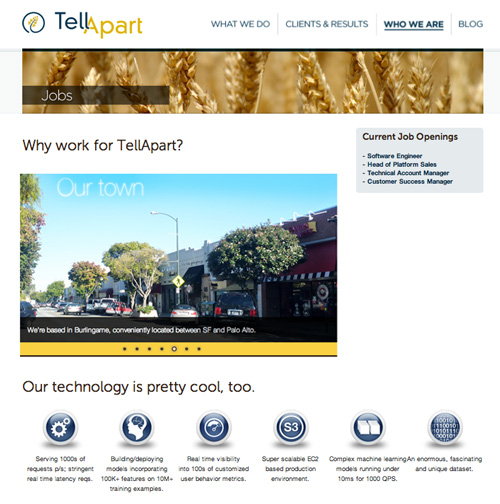 TellApart
WHAT WE DO
CLIENTS & RESULTS
WHO WE ARE
BLOG
Jobs
Why work for TellApart?
Current Job Openings
- Software Engineer
- Head of Platform Sales
- Technical Account Manager
- Customer Success Manager
Our town
We're based in Burlingame, conveniently located between SF and Palo Alto.
Our technology is pretty cool, too.
Serving 1000s of
requests p/s; stringent
real time latency reqs.
Building/deploying
models incorporating
100K+ features on 10M+
training examples.
Real time visibility
into 100s of customized
user behavior metrics.
S3
Super scalable EC2
based production
environment.
Complex machine learning
models running under
10ms for 1000 QPS.
010101
110010101
010101110
000101
An enormous, fascinating
and unique dataset.